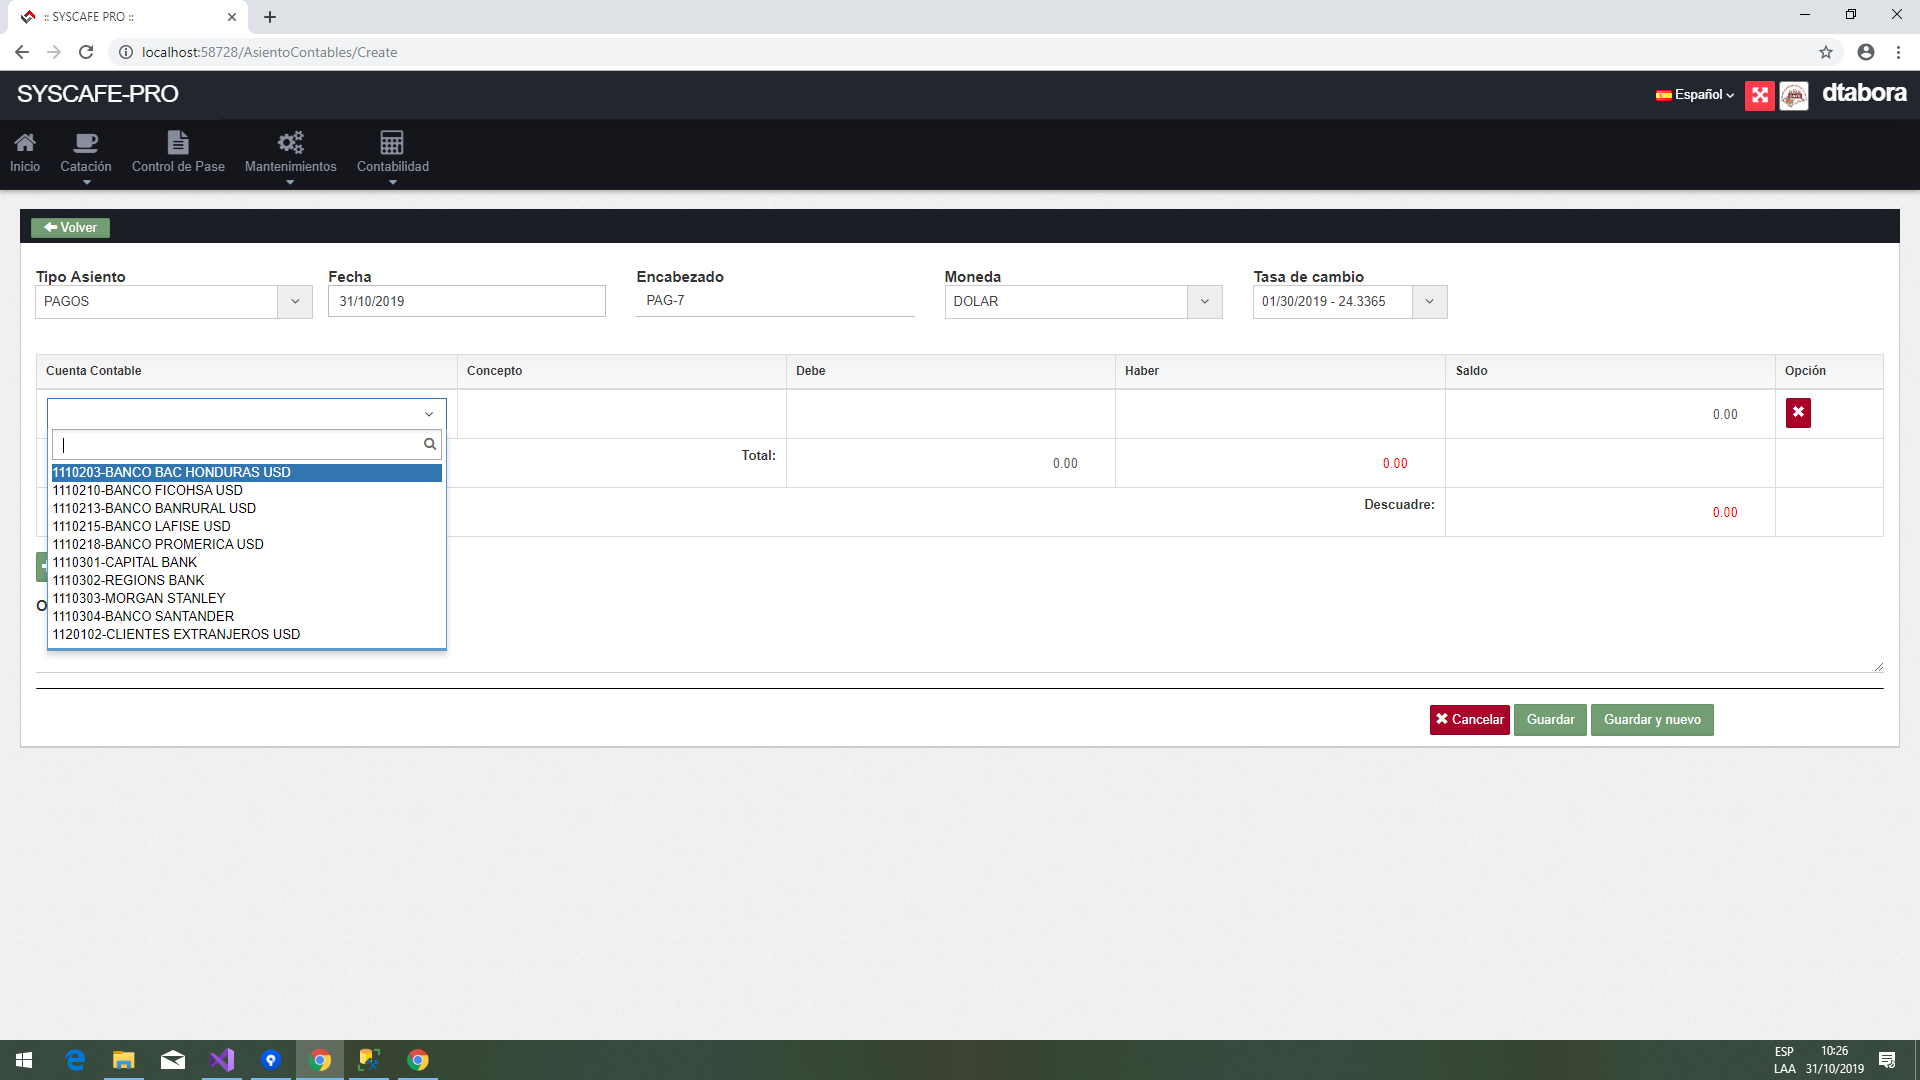 :: SYSCAFE PRO ::
localhost:58728/AsientoContables/Create
SYSCAFE-PRO
Español
dtabora
Inicio
Catación
Control de Pase
Mantenimientos
Contabilidad
Volver
Tipo Asiento
Fecha
Encabezado
Moneda
Tasa de cambio
PAGOS
31/10/2019
PAG-7
DOLAR
01/30/2019 - 24.3365
Cuenta Contable
Concepto
Debe
Haber
Saldo
Opción
0.00
Total:
0.00
0.00
Descuadre:
0.00
1110203-BANCO BAC HONDURAS USD
1110210-BANCO FICOHSA USD
1110213-BANCO BANRURAL USD
1110215-BANCO LAFISE USD
1110218-BANCO PROMERICA USD
1110301-CAPITAL BANK
1110302-REGIONS BANK
1110303-MORGAN STANLEY
1110304-BANCO SANTANDER
1120102-CLIENTES EXTRANJEROS USD
O
Cancelar
Guardar
Guardar y nuevo
ESP
LAA
10:26
31/10/2019